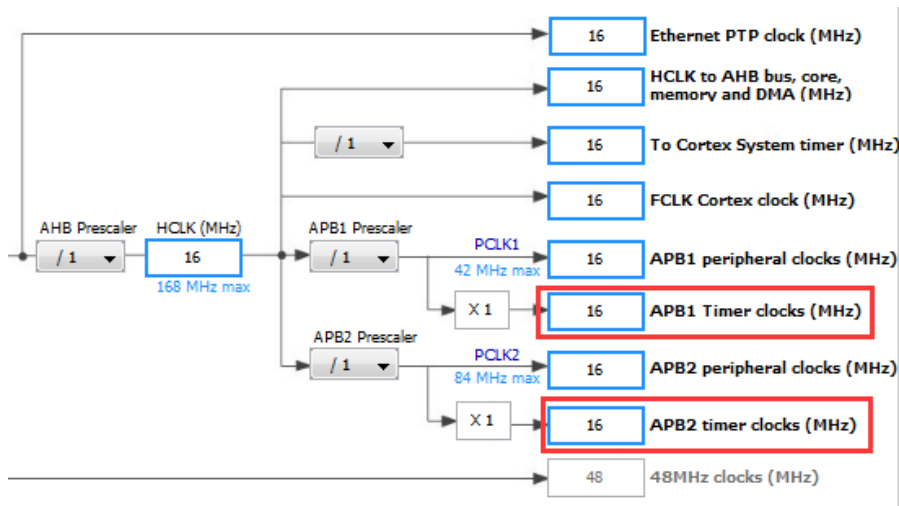 16
Ethernet PTP clock (MHz)
16
HCLK to AHB bus, core,
memory and DMA (MHz)
/ 1
16
To Cortex System timer (MHz)
16
FCLK Cortex clock (MHz)
AHB Prescaler
HCLK (MHz)
APB1 Prescaler
/ 1
16
168 MHz max
/ 1
PCLK1
42 MHz max
16
APB1 peripheral clocks (MHz)
X 1
16
APB1 Timer clocks (MHz)
APB2 Prescaler
/ 1
PCLK2
84 MHz max
16
APB2 peripheral clocks (MHz)
X 1
16
APB2 timer clocks (MHz)
48
48MHz clocks (MHz)